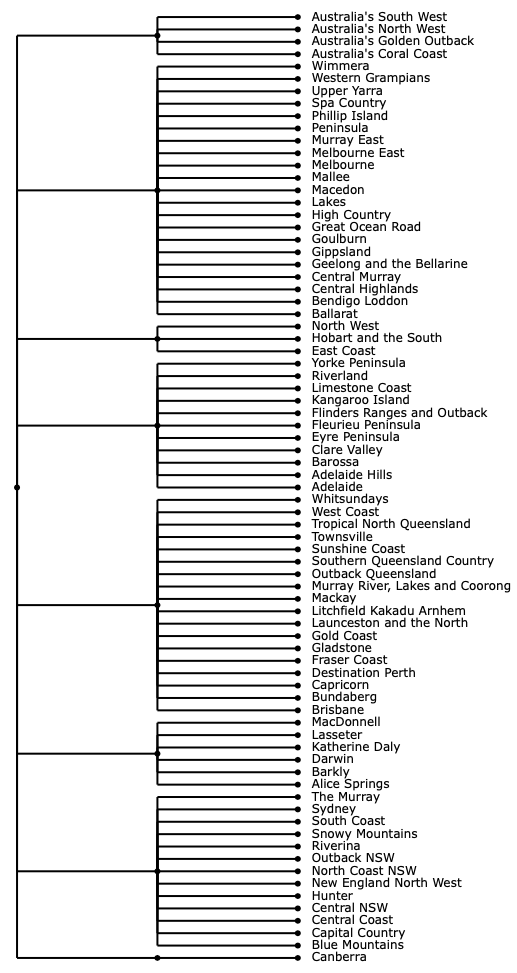 Australia's South West
Australia's North West
Australia's Golden Outback
Australia's Coral Coast
Wimmera
Western Grampians
Upper Yarra
Spa Country
Phillip Island
Peninsula
Murray East
Melbourne East
Melbourne
Mallee
Macedon
Lakes
High Country
Great Ocean Road
Goulburn
Gippsland
Geelong and the Bellarine
Central Murray
Central Highlands
Bendigo Loddon
Ballarat
North West
Hobart and the South
East Coast
Yorke Peninsula
Riverland
Limestone Coast
Kangaroo Island
Flinders Ranges and Outback
Fleurieu Peninsula
Eyre Peninsula
Clare Valley
Barossa
Adelaide Hills
Adelaide
Whitsundays
West Coast
Tropical North Queensland
Townsville
Sunshine Coast
Southern Queensland Country
Outback Queensland
Murray River, Lakes and Coorong
Mackay
Litchfield Kakadu Arnhem
Launceston and the North
Gold Coast
Gladstone
Fraser Coast
Destination Perth
Capricorn
Bundaberg
Brisbane
MacDonnell
Lasseter
Katherine Daly
Darwin
Barkly
Alice Springs
The Murray
Sydney
South Coast
Snowy Mountains
Riverina
Outback NSW
North Coast NSW
New England North West
Hunter
Central NSW
Central Coast
Capital Country
Blue Mountains
Canberra